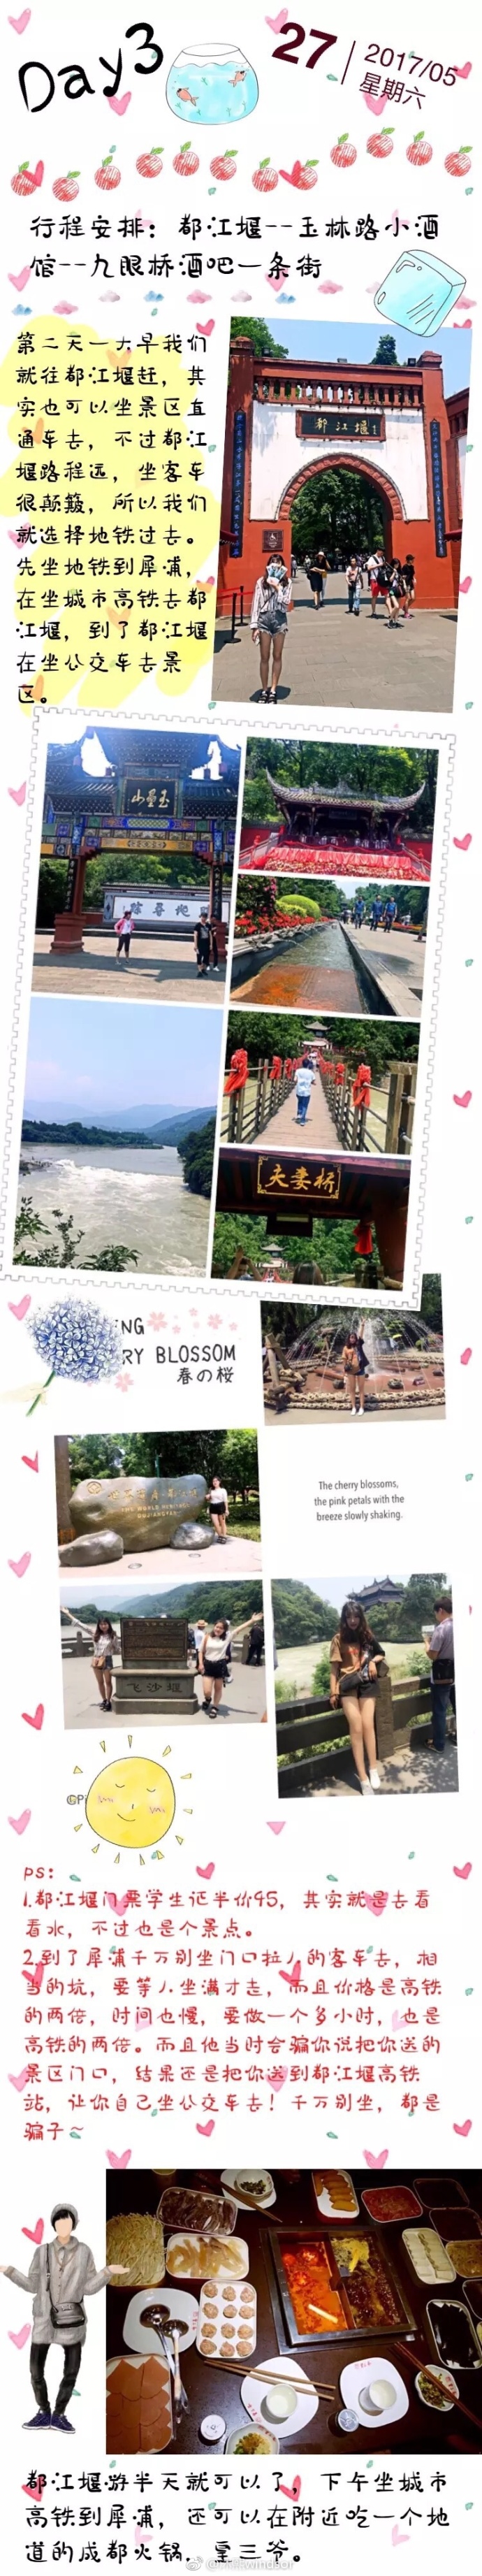 Day3
27
2017/05
星期六
行程安排：都江堰--玉林路小酒
馆--九眼桥酒吧一条街
第二天一大早我们
就往都江堰赶，其
实也可以坐景区直
通车去，不过都江
堰路程远，坐客车
很颠簸，所以我们
就选择地铁过去。
先坐地铁到犀浦，
在坐城市高铁去都
江堰，到了都江堰
在坐公交车去景
区。
都江堰
玉垒山
夫妻桥
NG
RY BLOSSOM
春の桜
The cherry blossoms,
the pink petals with the
breeze slowly shaking.
THE WORLD HERITAGE
DUJIANGYAN
飞沙堰
©Pi
ps：
1.都江堰门票学生证半价45，其实就是去看
看水，不过也是个景点。
2.到了犀浦千万别坐门口拉人的客车去，相
当的坑，要等人坐满才走，而且价格是高铁
的两倍，时间也慢，要做一个多小时，也是
高铁的两倍。而且他当时会骗你说把你送的
景区门口，结果还是把你送到都江堰高铁
站，让你自己坐公交车去！千万别坐，都是
骗子~
都江堰游半天就可以了，下午坐城市
高铁到犀浦，还可以在附近吃一个地
道的成都火锅，皇三爷。